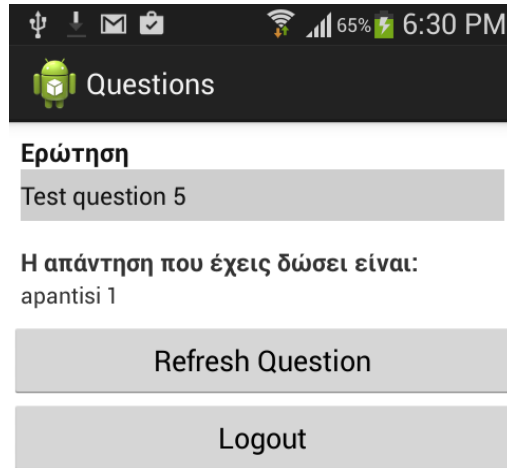 65% 6:30 PM
Questions
Ερώτηση
Test question 5
Η απάντηση που έχεις δώσει είναι:
apantisi 1
Refresh Question
Logout